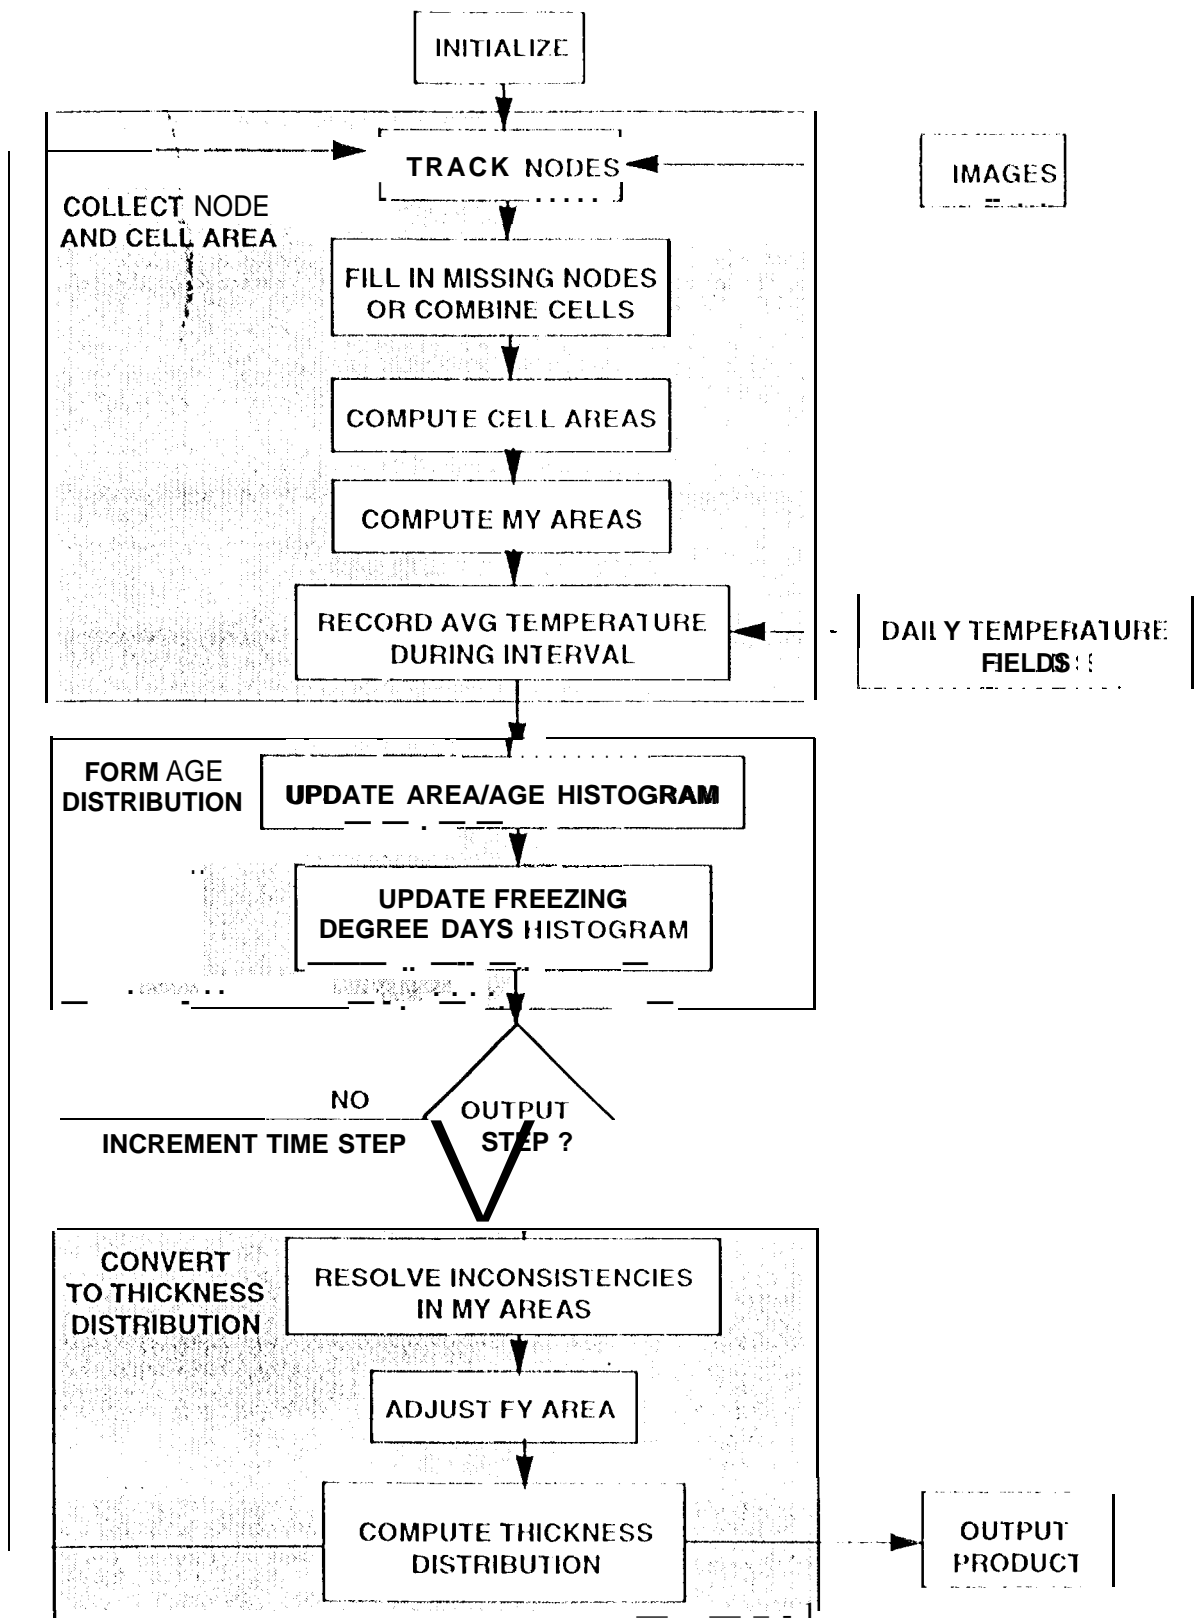 INITIALIZE
TRACK NODES
IMAGES
COLLECT NODE
AND CELL AREA
FILL IN MISSING NODES
OR COMBINE CELLS
COMPUTE CELL AREAS
COMPUTE MY AREAS
RECORD AVG TEMPERATURE
DURING INTERVAL
DAILY TEMPERATURE
FIELDS
FORM AGE
DISTRIBUTION
UPDATE AREA/AGE HISTOGRAM
UPDATE FREEZING
DEGREE DAYS HISTOGRAM
NO
INCREMENT TIME STEP
OUTPUT
STEP ?
CONVERT
TO THICKNESS
DISTRIBUTION
RESOLVE INCONSISTENCIES
IN MY AREAS
ADJUST FY AREA
COMPUTE THICKNESS
DISTRIBUTION
OUTPUT
PRODUCT